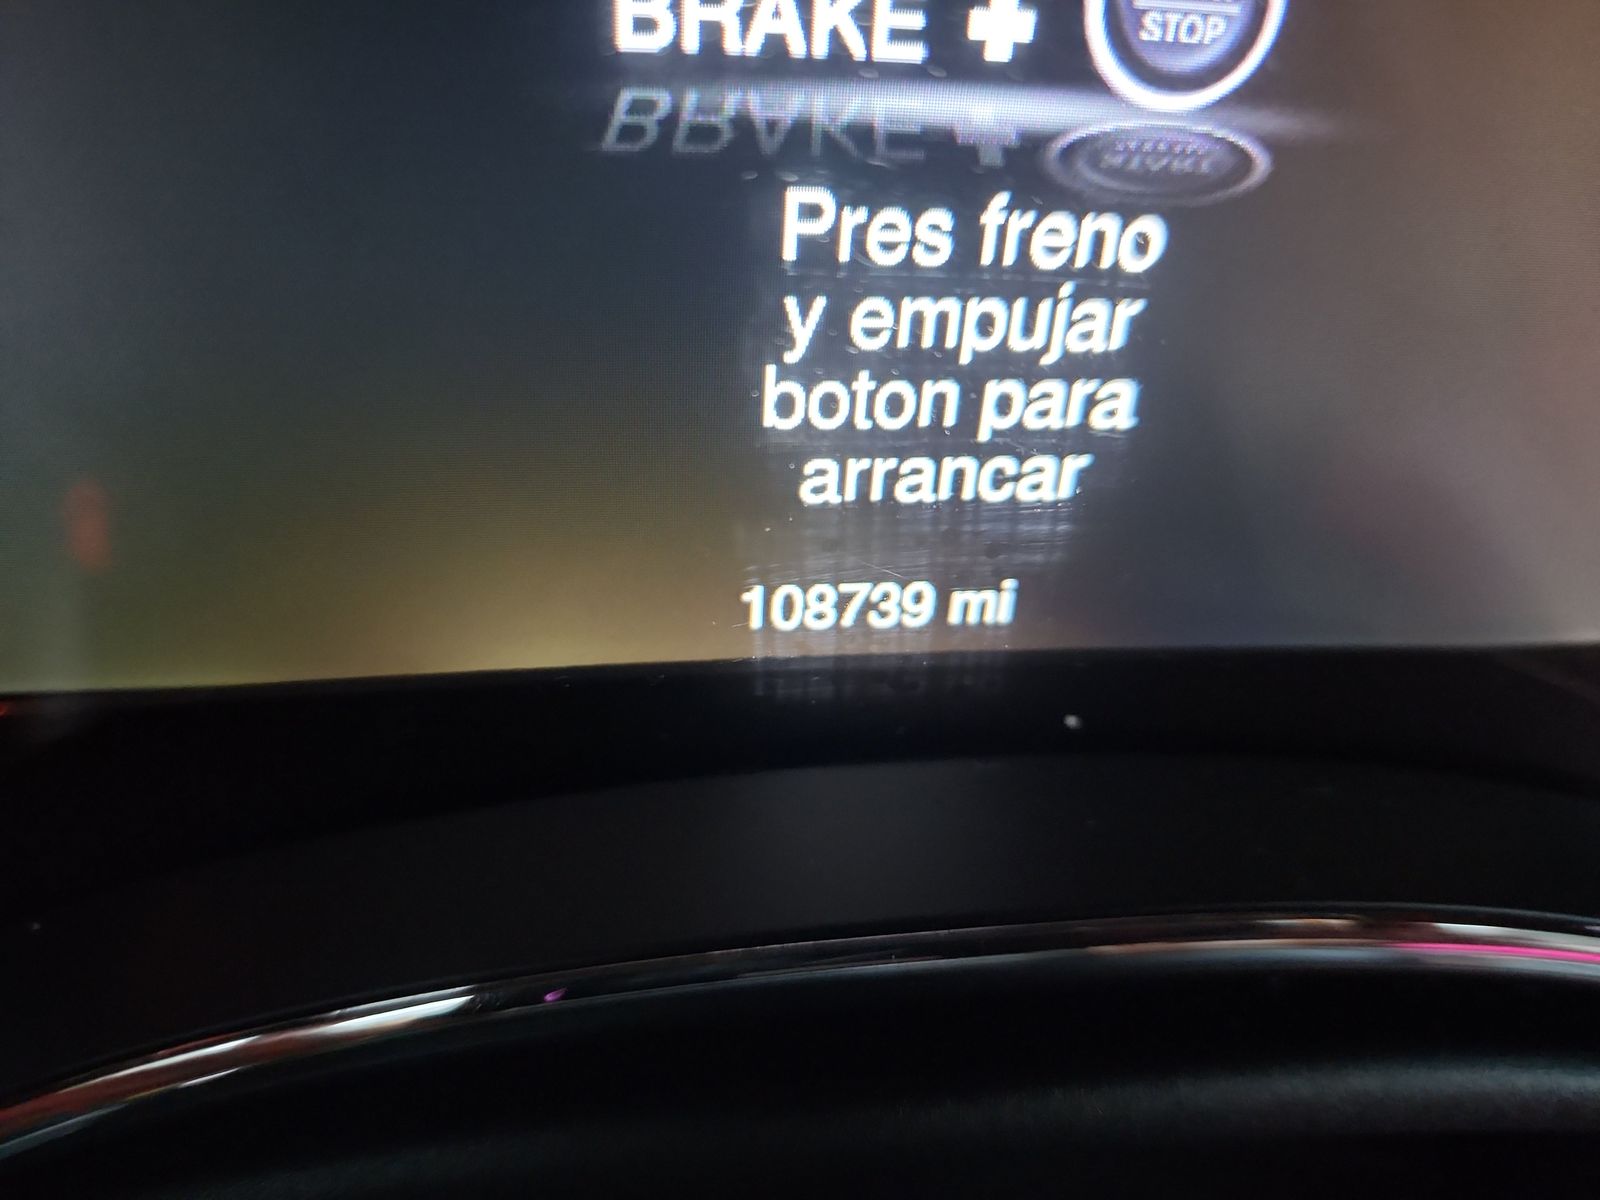 BRAKE +
STOP
Pres freno
y empujar
boton para
arrancar
108739 mi